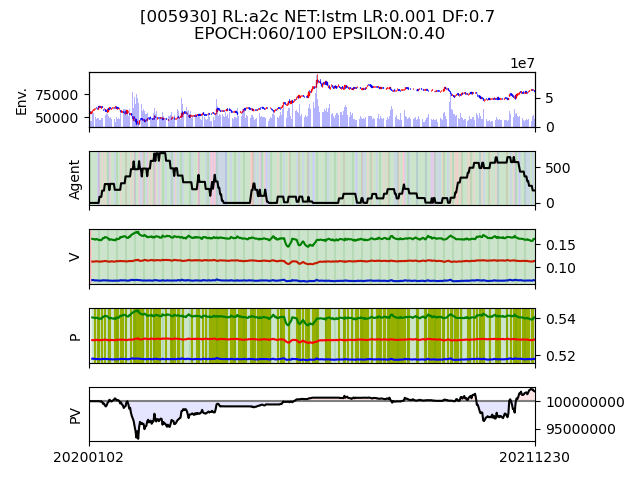 [005930] RL:a2c NET:lstm LR:0.001 DF:0.7
EPOCH:060/100 EPSILON:0.40
1e7
Env.
75000
50000
5
0
Agent
500
0
V
0.15
0.10
P
0.54
0.52
PV
100000000
95000000
20200102
20211230